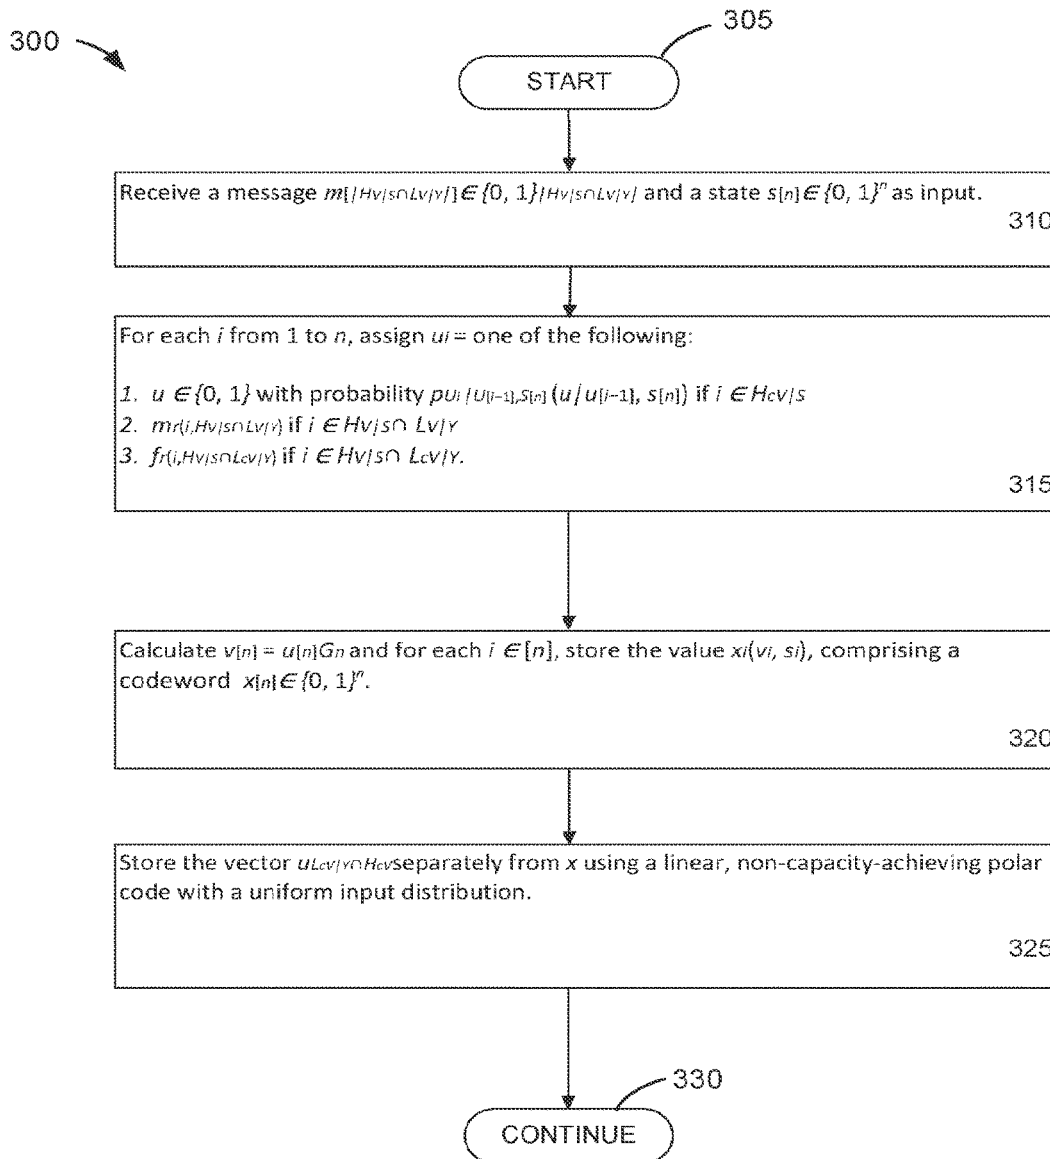 300
305
START
Receive a message m[|Hv|s∩Lv|Y|]∈{0, 1}|Hv|s∩Lv|Y| and a state s[n]∈{0, 1}ⁿ as input.
310
For each i from 1 to n, assign ui = one of the following:
1. u ∈{0, 1} with probability pUi|U[i−1],S[n] (u|u[i−1], s[n]) if i ∈ Hcv|s
2. mr(i,Hv|s∩Lv|Y) if i ∈ Hv|s∩ Lv|Y
3. fr(i,Hv|s∩Lcv|Y) if i ∈ Hv|s∩ Lcv|Y.
315
Calculate v[n] = u[n]Gn and for each i ∈ [n], store the value xi(vi, si), comprising a
codeword x[n]∈{0, 1}ⁿ.
320
Store the vector uLcv|Y∩Hcv separately from x using a linear, non-capacity-achieving polar
code with a uniform input distribution.
325
330
CONTINUE